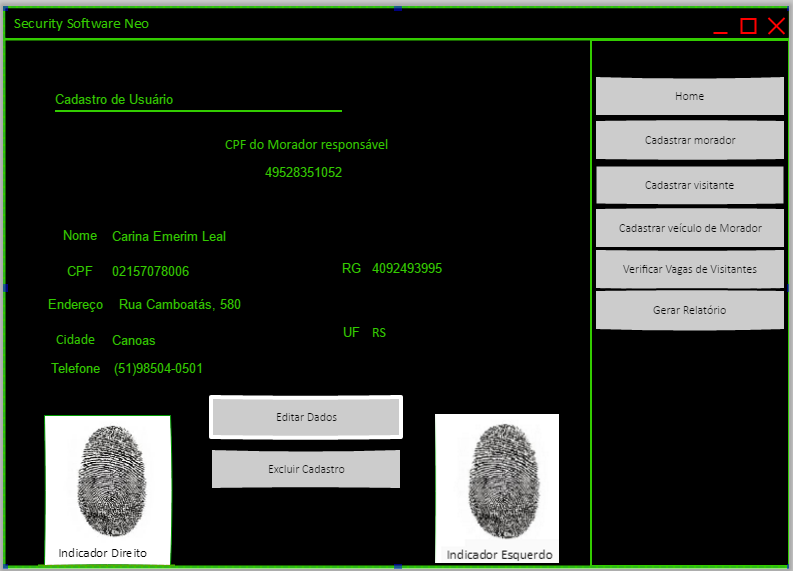 Security Software Neo
Cadastro de Usuário
CPF do Morador responsável
49528351052
Nome Carina Emerim Leal
CPF 02157078006
RG 4092493995
Endereço Rua Camboatás, 580
Cidade Canoas
UF RS
Telefone (51)98504-0501
Editar Dados
Excluir Cadastro
Indicador Direito
Indicador Esquerdo
Home
Cadastrar morador
Cadastrar visitante
Cadastrar veículo de Morador
Verificar Vagas de Visitantes
Gerar Relatório